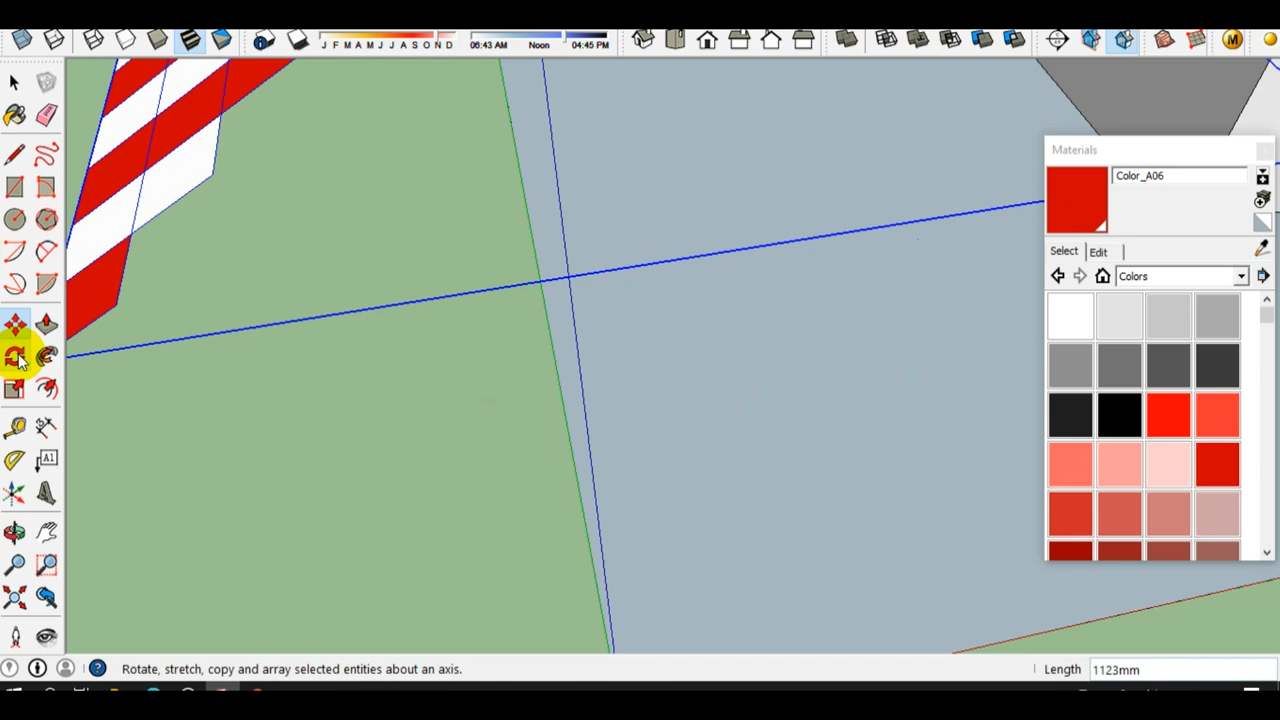 J F M A M J J A S O N D
06:43 AM Noon 04:45 PM
M
Materials
Color_A06
Select Edit
Colors
A1
Rotate, stretch, copy and array selected entities about an axis.
Length 1123mm